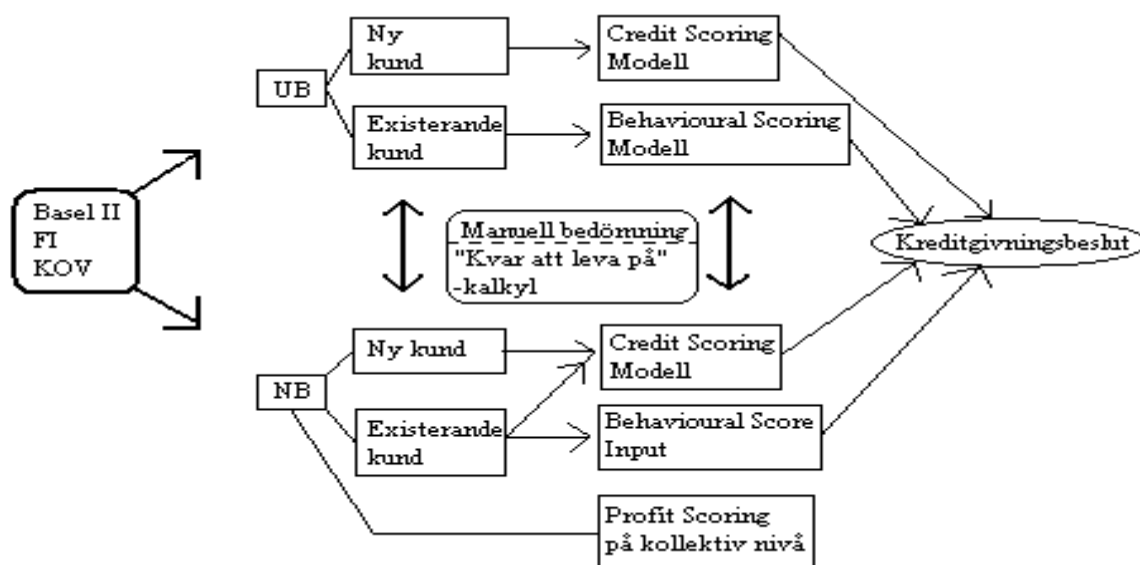 Ny
kund
Credit Scoring
Modell
UB
Existerande
kund
Behavioural Scoring
Modell
Basel II
FI
KOV
Manuell bedömning
"Kvar att leva på"
-kalkyl
Kreditgivningsbeslut
Ny kund
Credit Scoring
Modell
NB
Existerande
kund
Behavioural Score
Input
Profit Scoring
på kollektiv nivå